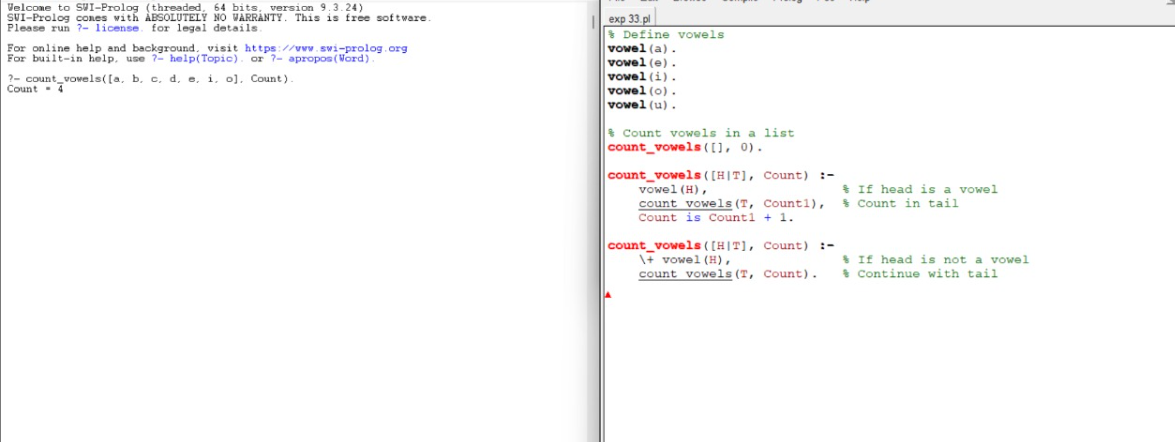 Welcome to SWI-Prolog (threaded, 64 bits, version 9.3.24)
SWI-Prolog comes with ABSOLUTELY NO WARRANTY. This is free software.
Please run ?- license. for legal details.
For online help and background, visit https://www.swi-prolog.org
For built-in help, use ?- help(Topic). or ?- apropos(Word).
?- count_vowels([a, b, c, d, e, i, o], Count).
Count = 4
exp 33.pl
% Define vowels
vowel(a).
vowel(e).
vowel(i).
vowel(o).
vowel(u).
% Count vowels in a list
count_vowels([], 0).
count_vowels([H|T], Count) :-
vowel(H), % If head is a vowel
count_vowels(T, Count1), % Count in tail
Count is Count1 + 1.
count_vowels([H|T], Count) :-
\+ vowel(H), % If head is not a vowel
count_vowels(T, Count). % Continue with tail